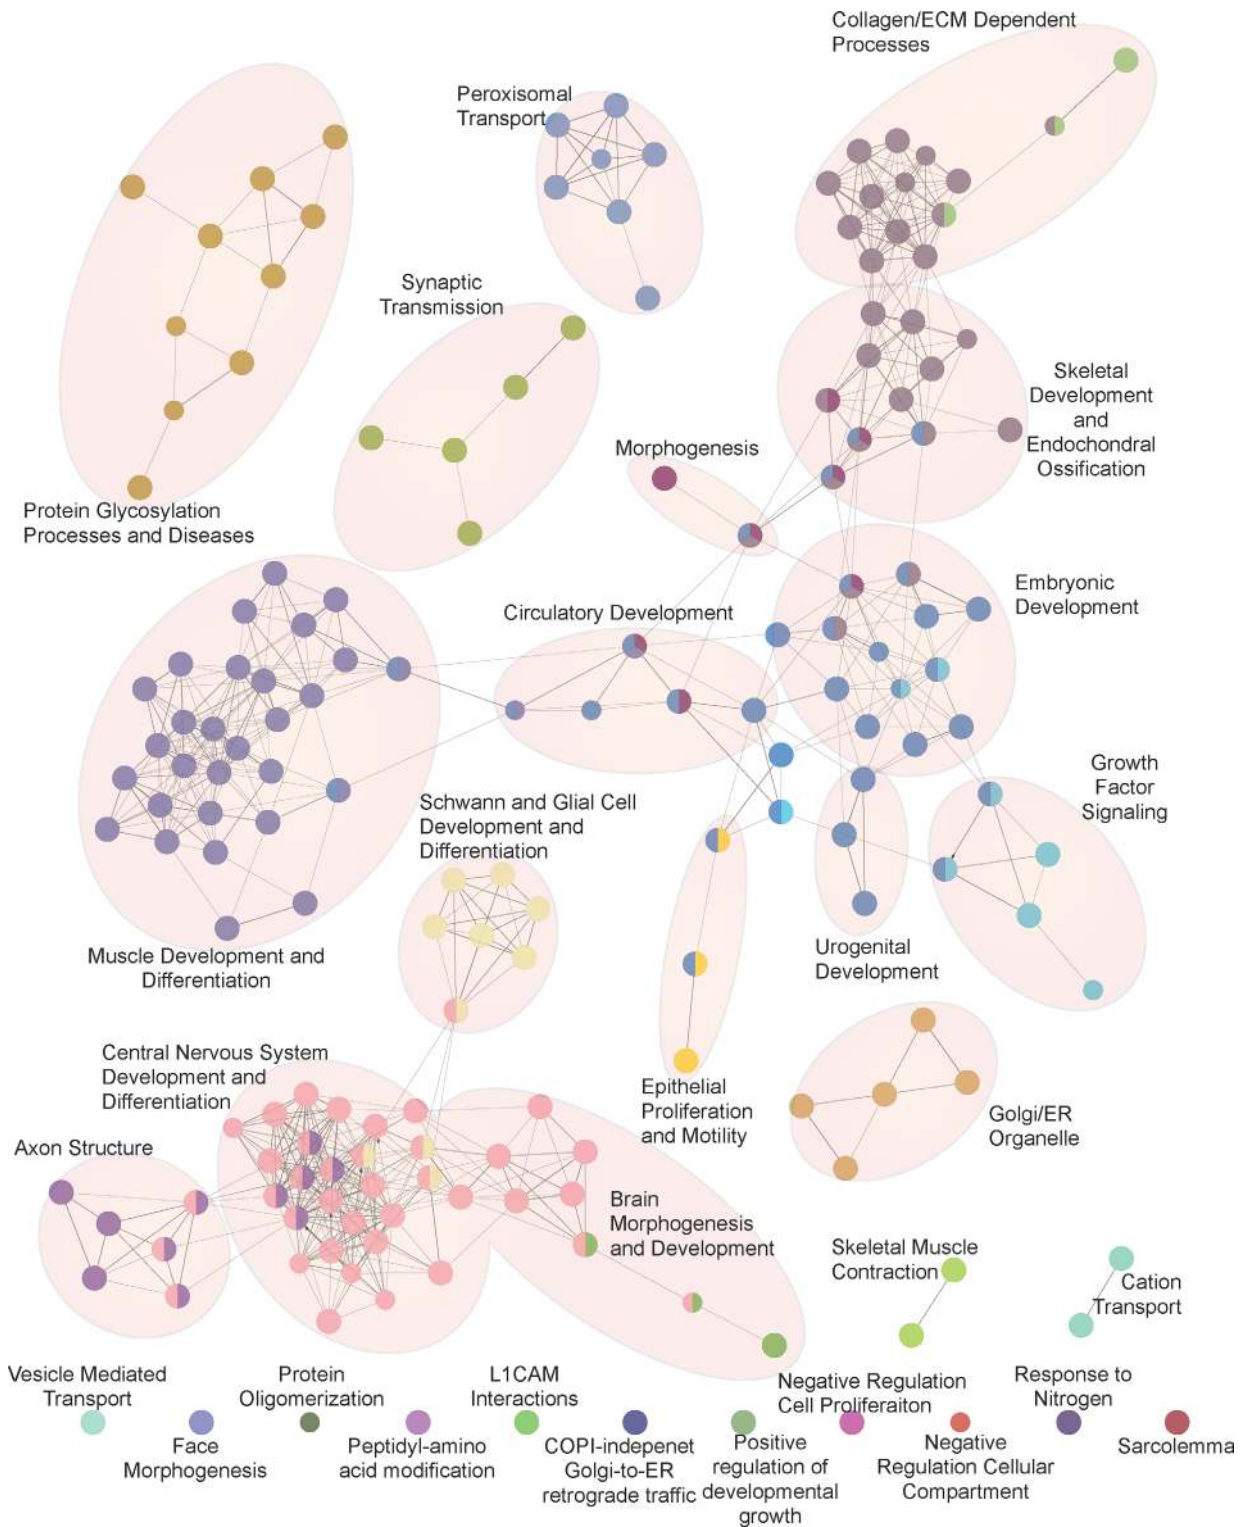 Collagen/ECM Dependent
Processes
Peroxisomal
Transport
Synaptic
Transmission
Skeletal
Development
and
Endochondral
Ossification
Morphogenesis
Protein Glycosylation
Processes and Diseases
Embryonic
Development
Circulatory Development
Growth
Factor
Signaling
Schwann and Glial Cell
Development and
Differentiation
Muscle Development and
Differentiation
Urogenital
Development
Central Nervous System
Development and
Differentiation
Epithelial
Proliferation
and Motility
Golgi/ER
Organelle
Axon Structure
Brain
Morphogenesis
and Development
Skeletal Muscle
Contraction
Cation
Transport
Vesicle Mediated
Transport
Protein
Oligomerization
L1CAM
Interactions
Negative Regulation
Cell Proliferaiton
Response to
Nitrogen
Face
Morphogenesis
Peptidyl-amino
acid modification
COPI-indepenet
Golgi-to-ER
retrograde traffic
Positive
regulation of
developmental
growth
Negative
Regulation Cellular
Compartment
Sarcolemma